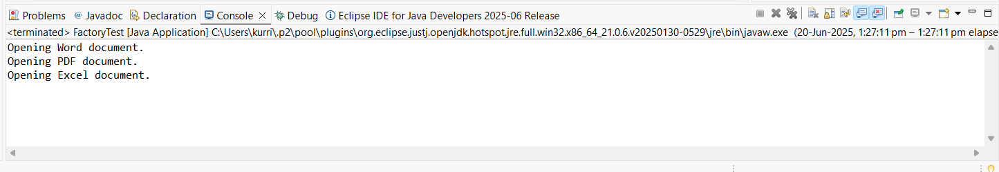 Problems @ Javadoc Declaration Console Debug Eclipse IDE for Java Developers 2025-06 Release
<terminated> FactoryTest [Java Application] C:\Users\kurri\.p2\pool\plugins\org.eclipse.justj.openjdk.hotspot.jre.full.win32.x86_64_21.0.6.v20250130-0529\jre\bin\javaw.exe (20-Jun-2025, 1:27:11 pm – 1:27:11 pm elapse
Opening Word document.
Opening PDF document.
Opening Excel document.